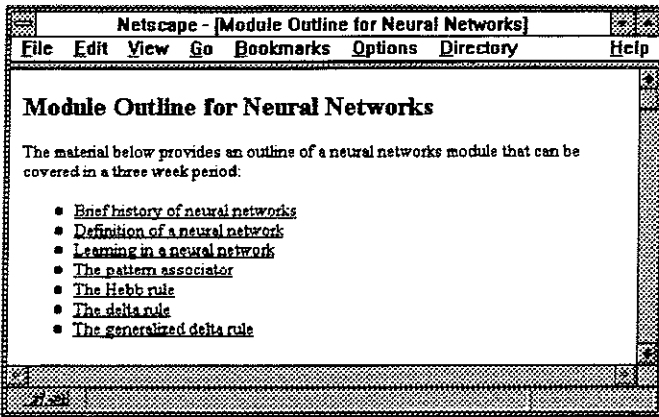 Netscape - [Module Outline for Neural Networks]
File Edit View Go Bookmarks Options Directory Help
Module Outline for Neural Networks
The material below provides an outline of a neural networks module that can be
covered in a three week period:
Brief history of neural networks
Definition of a neural network
Learning in a neural network
The pattern associator
The Hebb rule
The delta rule
The generalized delta rule